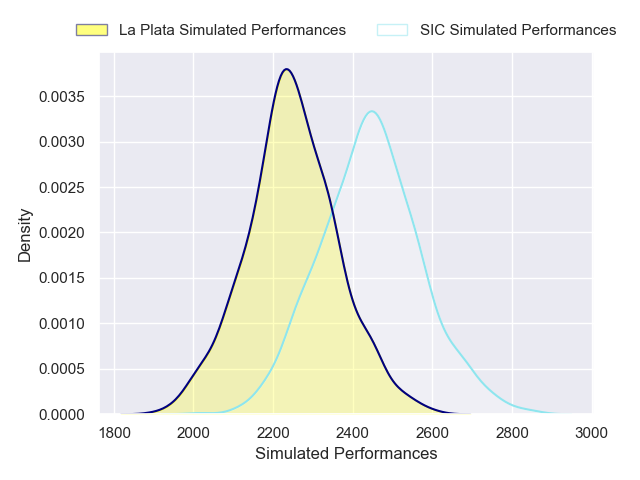 La Plata Simulated Performances
SIC Simulated Performances
Density
0.0035
0.0030
0.0025
0.0020
0.0015
0.0010
0.0005
0.0000
1800 2000 2200 2400 2600 2800 3000
Simulated Performances